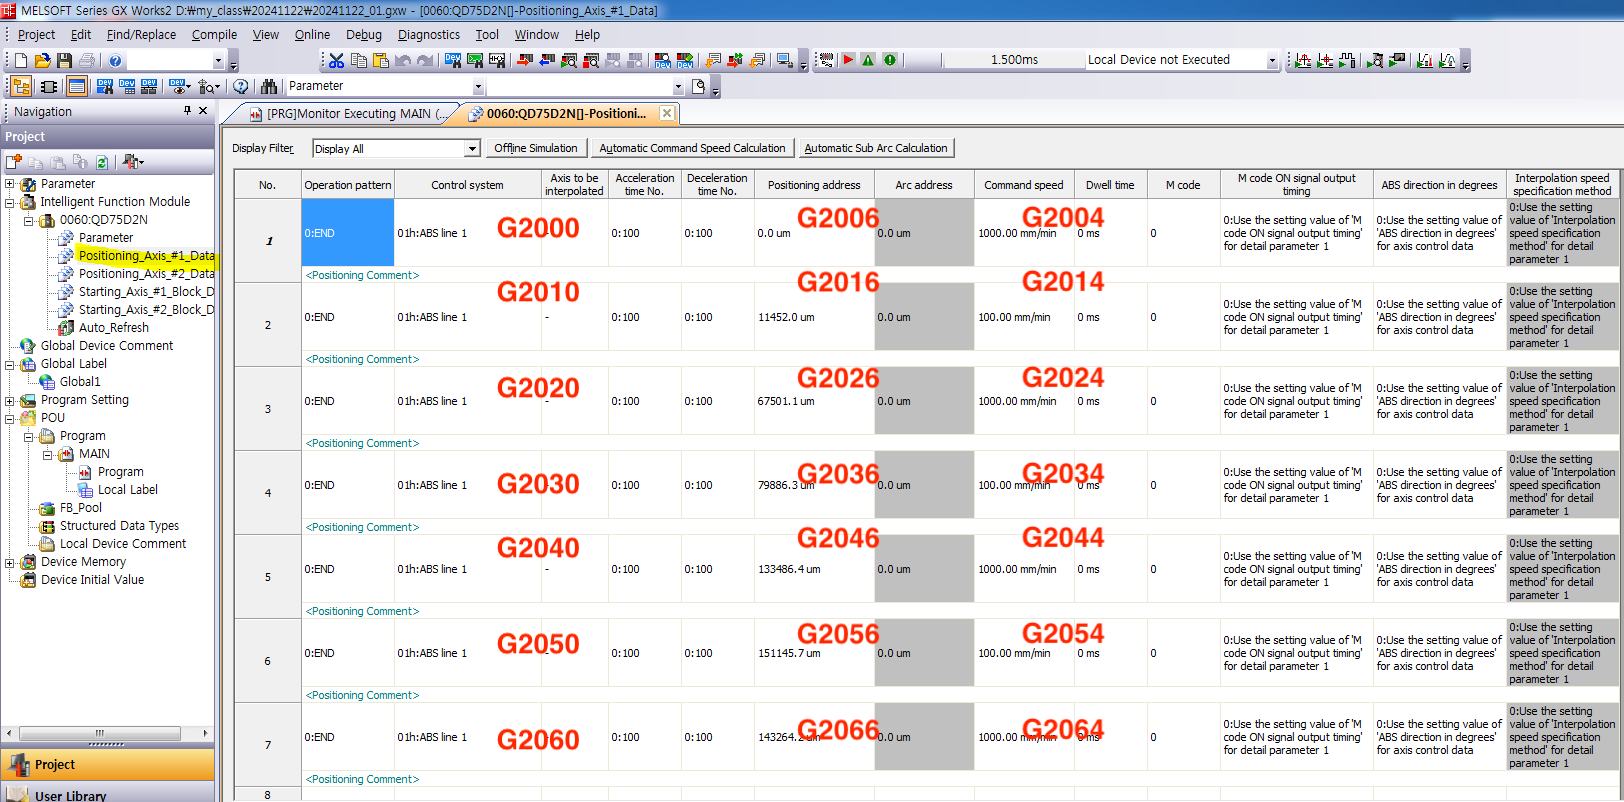 MELSOFT Series GX Works2 D:₩my_class₩20241122₩20241122_01.gxw - [0060:QD75D2N[]-Positioning_Axis_#1_Data]
Project Edit Find/Replace Compile View Online Debug Diagnostics Tool Window Help
1.500ms Local Device not Executed
Parameter
Navigation
[PRG]Monitor Executing MAIN (... 0060:QD75D2N[]-Positioni...
Project
Display Filter Display All Offline Simulation Automatic Command Speed Calculation Automatic Sub Arc Calculation
Parameter
Intelligent Function Module
0060:QD75D2N
Parameter
Positioning_Axis_#1_Data
Positioning_Axis_#2_Data
Starting_Axis_#1_Block_D
Starting_Axis_#2_Block_D
Auto_Refresh
Global Device Comment
Global Label
Global1
Program Setting
POU
Program
MAIN
Program
Local Label
FB_Pool
Structured Data Types
Local Device Comment
Device Memory
Device Initial Value
Project
User Library
No. Operation pattern Control system Axis to be interpolated Acceleration time No. Deceleration time No. Positioning address Arc address Command speed Dwell time M code M code ON signal output timing ABS direction in degrees Interpolation speed specification method
G2000 G2006 G2004
1 0:END 01h:ABS line 1 0:100 0:100 0.0 um 0.0 um 1000.00 mm/min 0 ms 0 0:Use the setting value of 'M code ON signal output timing' for detail parameter 1 0:Use the setting value of 'ABS direction in degrees' for axis control data 0:Use the setting value of 'Interpolation speed specification method' for detail parameter 1
<Positioning Comment>
G2010 G2016 G2014
2 0:END 01h:ABS line 1 - 0:100 0:100 11452.0 um 0.0 um 100.00 mm/min 0 ms 0 0:Use the setting value of 'M code ON signal output timing' for detail parameter 1 0:Use the setting value of 'ABS direction in degrees' for axis control data 0:Use the setting value of 'Interpolation speed specification method' for detail parameter 1
<Positioning Comment>
G2020 G2026 G2024
3 0:END 01h:ABS line 1 - 0:100 0:100 67501.1 um 0.0 um 1000.00 mm/min 0 ms 0 0:Use the setting value of 'M code ON signal output timing' for detail parameter 1 0:Use the setting value of 'ABS direction in degrees' for axis control data 0:Use the setting value of 'Interpolation speed specification method' for detail parameter 1
<Positioning Comment>
G2030 G2036 G2034
4 0:END 01h:ABS line 1 0:100 0:100 79886.3 um 0.0 um 100.00 mm/min 0 ms 0 0:Use the setting value of 'M code ON signal output timing' for detail parameter 1 0:Use the setting value of 'ABS direction in degrees' for axis control data 0:Use the setting value of 'Interpolation speed specification method' for detail parameter 1
<Positioning Comment>
G2040 G2046 G2044
5 0:END 01h:ABS line 1 - 0:100 0:100 133486.4 um 0.0 um 1000.00 mm/min 0 ms 0 0:Use the setting value of 'M code ON signal output timing' for detail parameter 1 0:Use the setting value of 'ABS direction in degrees' for axis control data 0:Use the setting value of 'Interpolation speed specification method' for detail parameter 1
<Positioning Comment>
G2050 G2056 G2054
6 0:END 01h:ABS line 1 0:100 0:100 151145.7 um 0.0 um 100.00 mm/min 0 ms 0 0:Use the setting value of 'M code ON signal output timing' for detail parameter 1 0:Use the setting value of 'ABS direction in degrees' for axis control data 0:Use the setting value of 'Interpolation speed specification method' for detail parameter 1
<Positioning Comment>
G2060 G2066 G2064
7 0:END 01h:ABS line 1 0:100 0:100 143264.2 um 0.0 um 1000.00 mm/min 0 ms 0 0:Use the setting value of 'M code ON signal output timing' for detail parameter 1 0:Use the setting value of 'ABS direction in degrees' for axis control data 0:Use the setting value of 'Interpolation speed specification method' for detail parameter 1
<Positioning Comment>
8